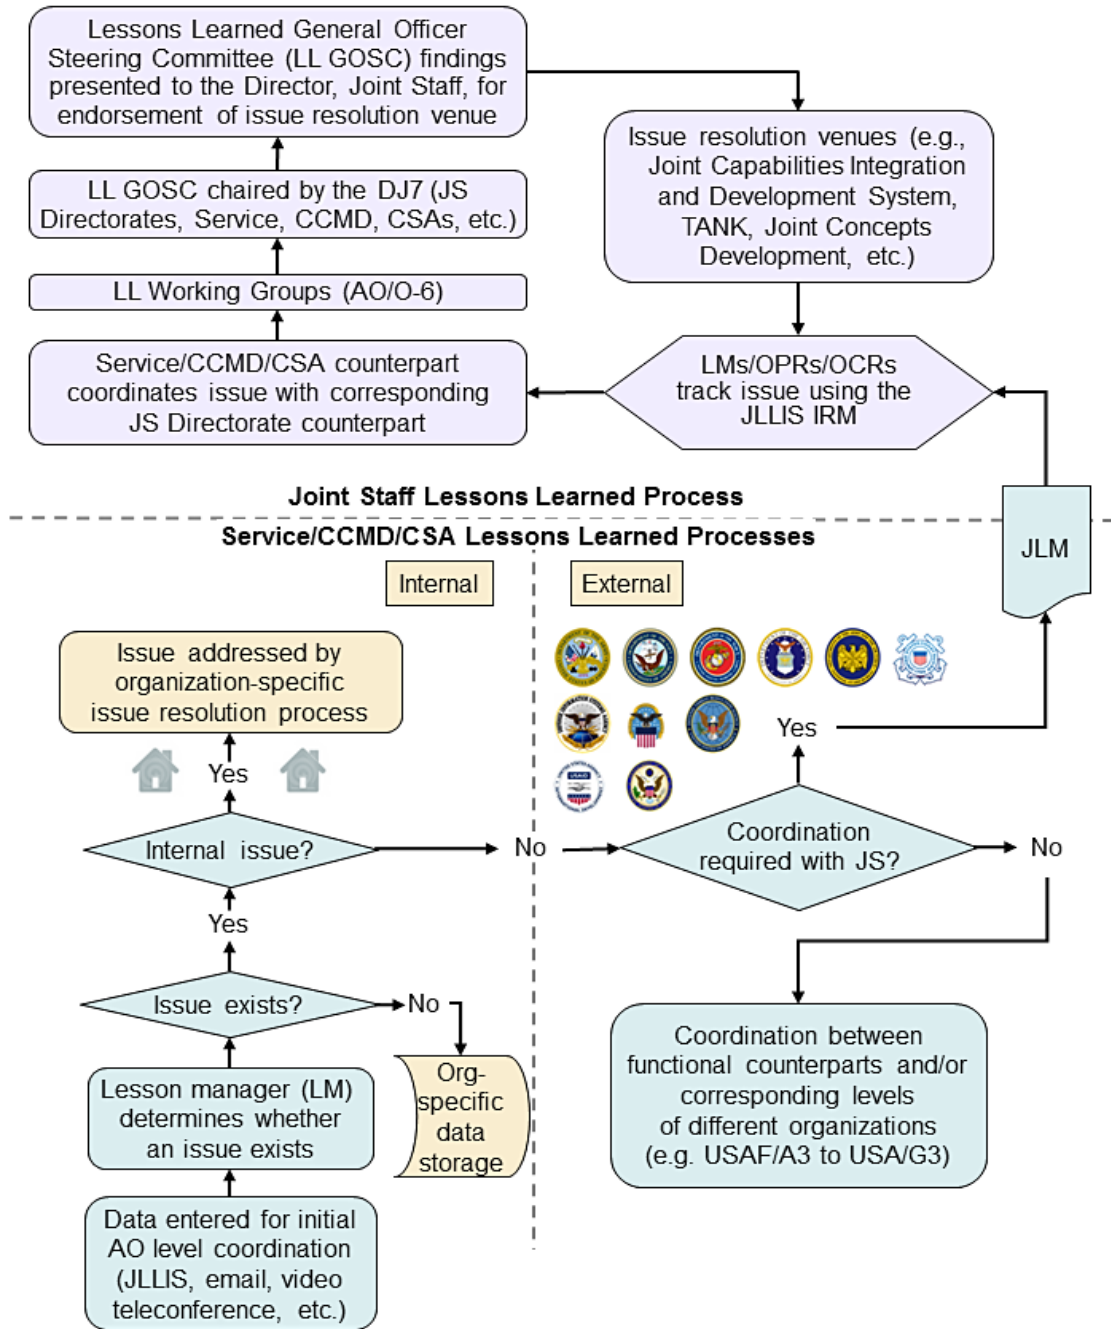 Lessons Learned General Officer
Steering Committee (LL GOSC) findings
presented to the Director, Joint Staff, for
endorsement of issue resolution venue
Issue resolution venues (e.g.,
Joint Capabilities Integration
and Development System,
TANK, Joint Concepts
Development, etc.)
LL GOSC chaired by the DJ7 (JS
Directorates, Service, CCMD, CSAs, etc.)
LL Working Groups (AO/O-6)
Service/CCMD/CSA counterpart
coordinates issue with corresponding
JS Directorate counterpart
LMs/OPRs/OCRs
track issue using the
JLLIS IRM
Joint Staff Lessons Learned Process
Service/CCMD/CSA Lessons Learned Processes
JLM
Internal
External
Issue addressed by
organization-specific
issue resolution process
Yes
Yes
Internal issue?
No
Coordination
required with JS?
No
Yes
Issue exists?
No
Org-
specific
data
storage
Lesson manager (LM)
determines whether
an issue exists
Coordination between
functional counterparts and/or
corresponding levels
of different organizations
(e.g. USAF/A3 to USA/G3)
Data entered for initial
AO level coordination
(JLLIS, email, video
teleconference, etc.)